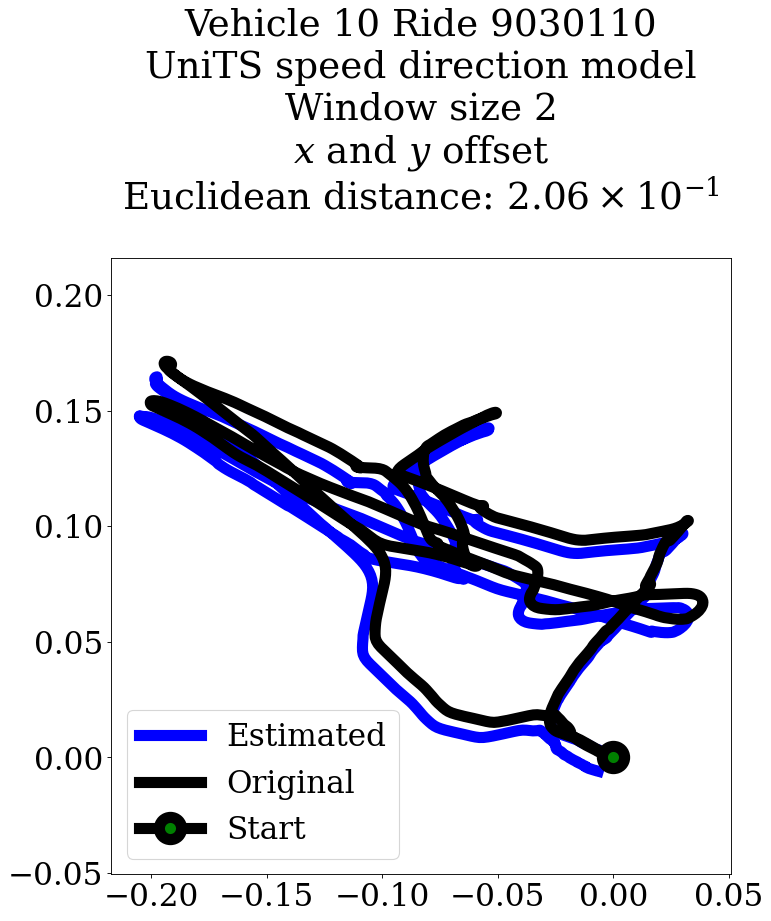 Vehicle 10 Ride 9030110
UniTS speed direction model
Window size 2
x and y offset
Euclidean distance: 2.06 × 10⁻¹
0.20
0.15
0.10
0.05
0.00
−0.05
Estimated
Original
Start
−0.20 −0.15 −0.10 −0.05 0.00 0.05